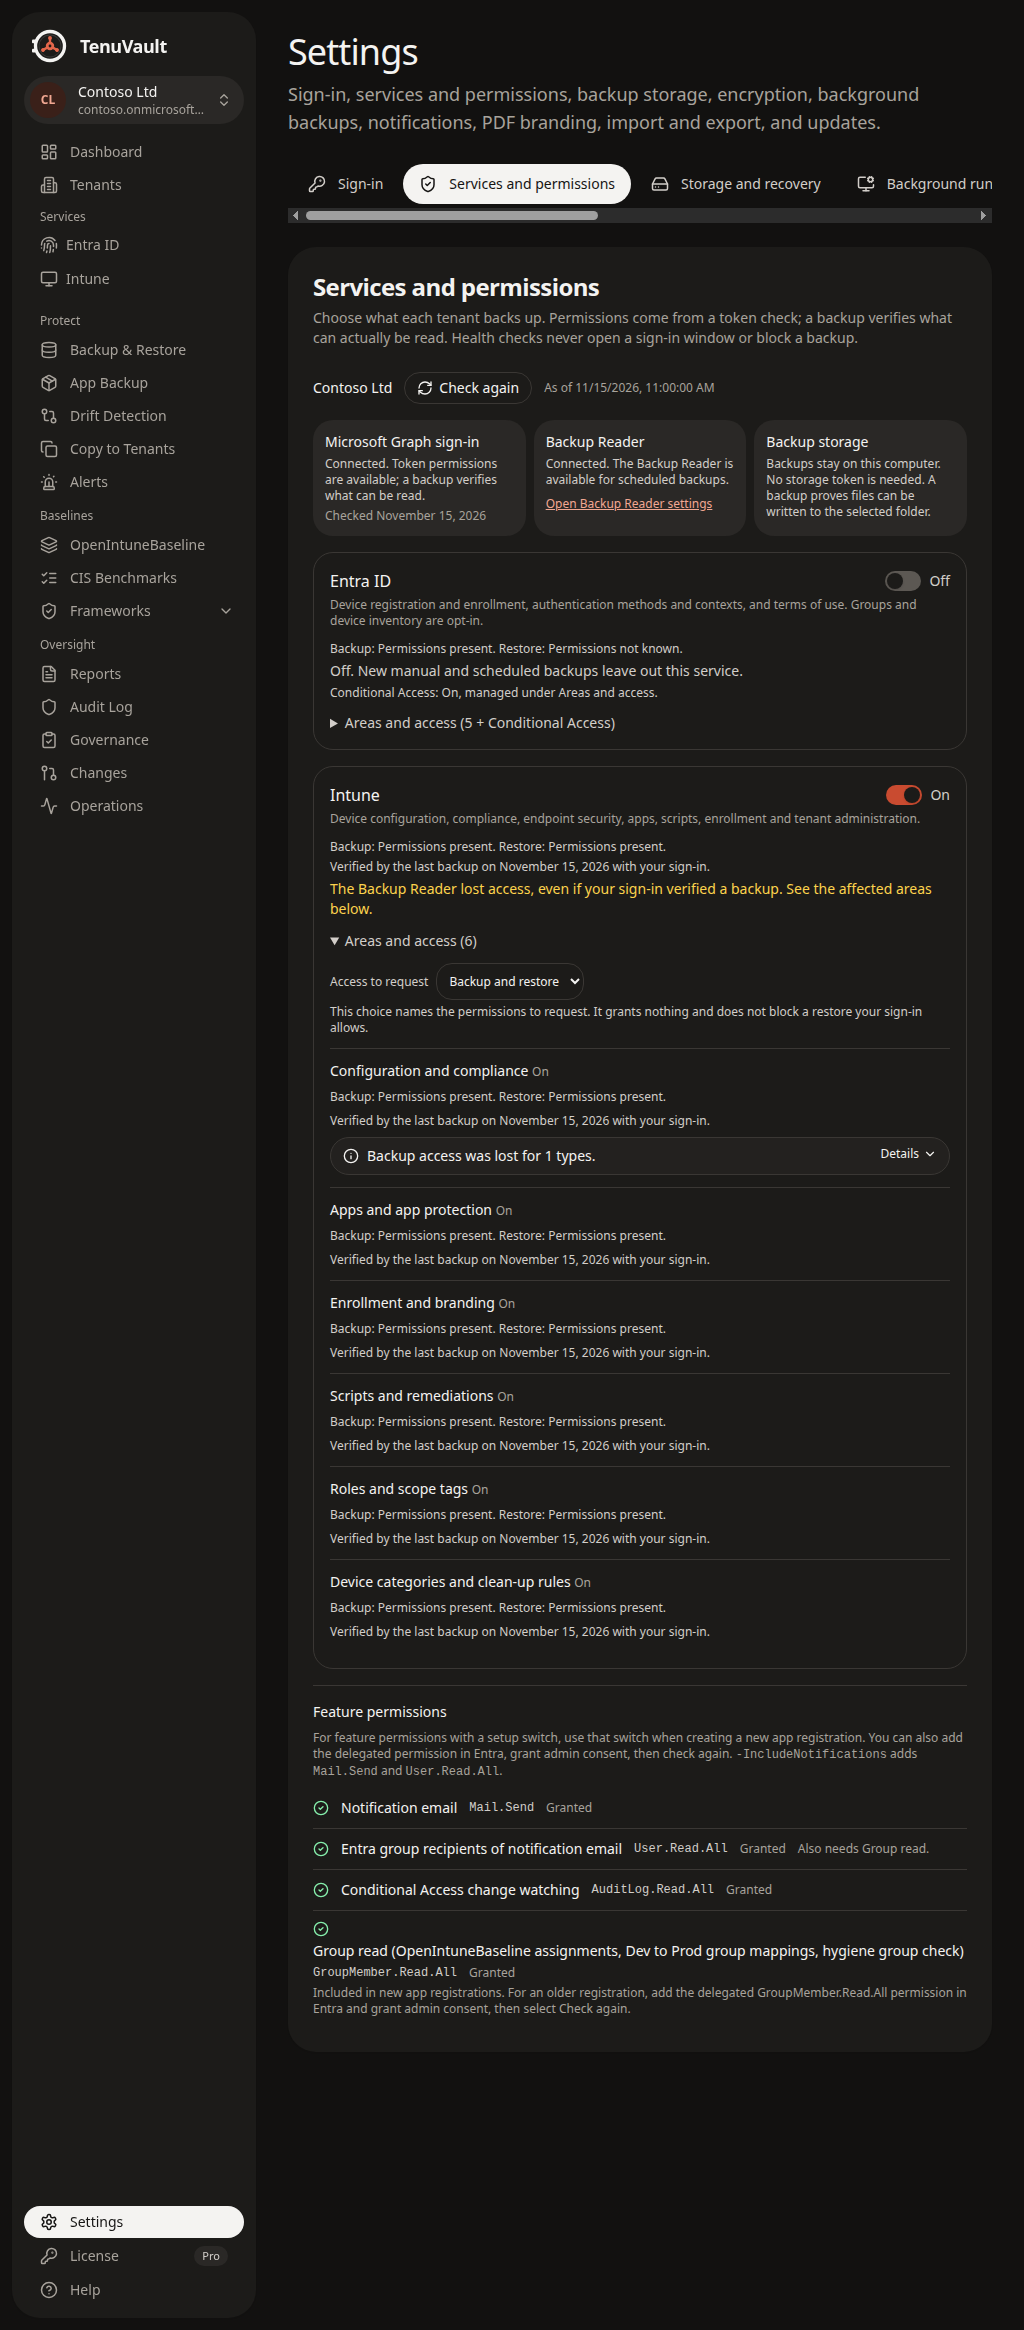 TenuVault
CL
Contoso Ltd
contoso.onmicrosoft...
Dashboard
Tenants
Services
Entra ID
Intune
Protect
Backup & Restore
App Backup
Drift Detection
Copy to Tenants
Alerts
Baselines
OpenIntuneBaseline
CIS Benchmarks
Frameworks
Oversight
Reports
Audit Log
Governance
Changes
Operations
Settings
License
Pro
Help
Settings
Sign-in, services and permissions, backup storage, encryption, background
backups, notifications, PDF branding, import and export, and updates.
Sign-in
Services and permissions
Storage and recovery
Background run
Services and permissions
Choose what each tenant backs up. Permissions come from a token check; a backup verifies what
can actually be read. Health checks never open a sign-in window or block a backup.
Contoso Ltd
Check again
As of 11/15/2026, 11:00:00 AM
Microsoft Graph sign-in
Connected. Token permissions
are available; a backup verifies
what can be read.
Checked November 15, 2026
Backup Reader
Connected. The Backup Reader is
available for scheduled backups.
Open Backup Reader settings
Backup storage
Backups stay on this computer.
No storage token is needed. A
backup proves files can be
written to the selected folder.
Entra ID
Off
Device registration and enrollment, authentication methods and contexts, and terms of use. Groups and
device inventory are opt-in.
Backup: Permissions present. Restore: Permissions not known.
Off. New manual and scheduled backups leave out this service.
Conditional Access: On, managed under Areas and access.
Areas and access (5 + Conditional Access)
Intune
On
Device configuration, compliance, endpoint security, apps, scripts, enrollment and tenant administration.
Backup: Permissions present. Restore: Permissions present.
Verified by the last backup on November 15, 2026 with your sign-in.
The Backup Reader lost access, even if your sign-in verified a backup. See the affected areas
below.
Areas and access (6)
Access to request
Backup and restore
This choice names the permissions to request. It grants nothing and does not block a restore your sign-in
allows.
Configuration and compliance On
Backup: Permissions present. Restore: Permissions present.
Verified by the last backup on November 15, 2026 with your sign-in.
Backup access was lost for 1 types.
Details
Apps and app protection On
Backup: Permissions present. Restore: Permissions present.
Verified by the last backup on November 15, 2026 with your sign-in.
Enrollment and branding On
Backup: Permissions present. Restore: Permissions present.
Verified by the last backup on November 15, 2026 with your sign-in.
Scripts and remediations On
Backup: Permissions present. Restore: Permissions present.
Verified by the last backup on November 15, 2026 with your sign-in.
Roles and scope tags On
Backup: Permissions present. Restore: Permissions present.
Verified by the last backup on November 15, 2026 with your sign-in.
Device categories and clean-up rules On
Backup: Permissions present. Restore: Permissions present.
Verified by the last backup on November 15, 2026 with your sign-in.
Feature permissions
For feature permissions with a setup switch, use that switch when creating a new app registration. You can also add
the delegated permission in Entra, grant admin consent, then check again. -IncludeNotifications adds
Mail.Send and User.Read.All.
Notification email Mail.Send Granted
Entra group recipients of notification email User.Read.All Granted Also needs Group read.
Conditional Access change watching AuditLog.Read.All Granted
Group read (OpenIntuneBaseline assignments, Dev to Prod group mappings, hygiene group check)
GroupMember.Read.All Granted
Included in new app registrations. For an older registration, add the delegated GroupMember.Read.All permission in
Entra and grant admin consent, then select Check again.